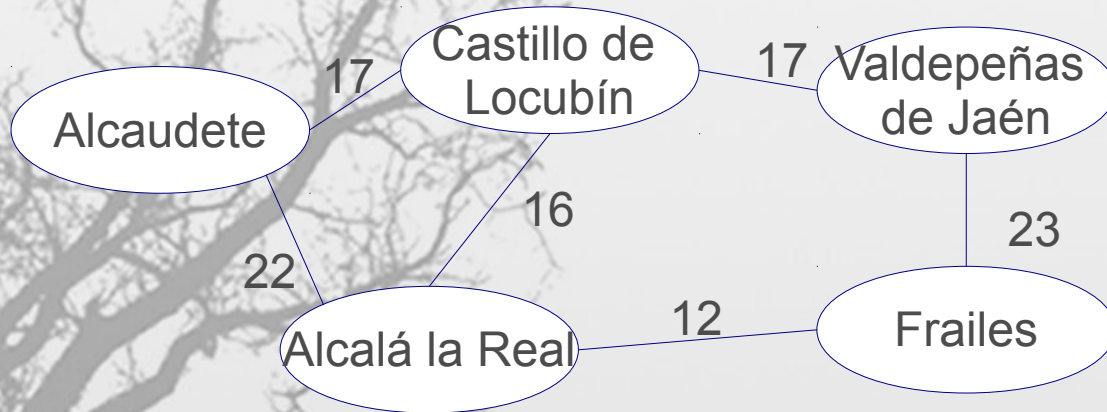 Castillo de
Locubín
17
17
Valdepeñas
de Jaén
Alcaudete
16
23
22
12
Alcalá la Real
Frailes